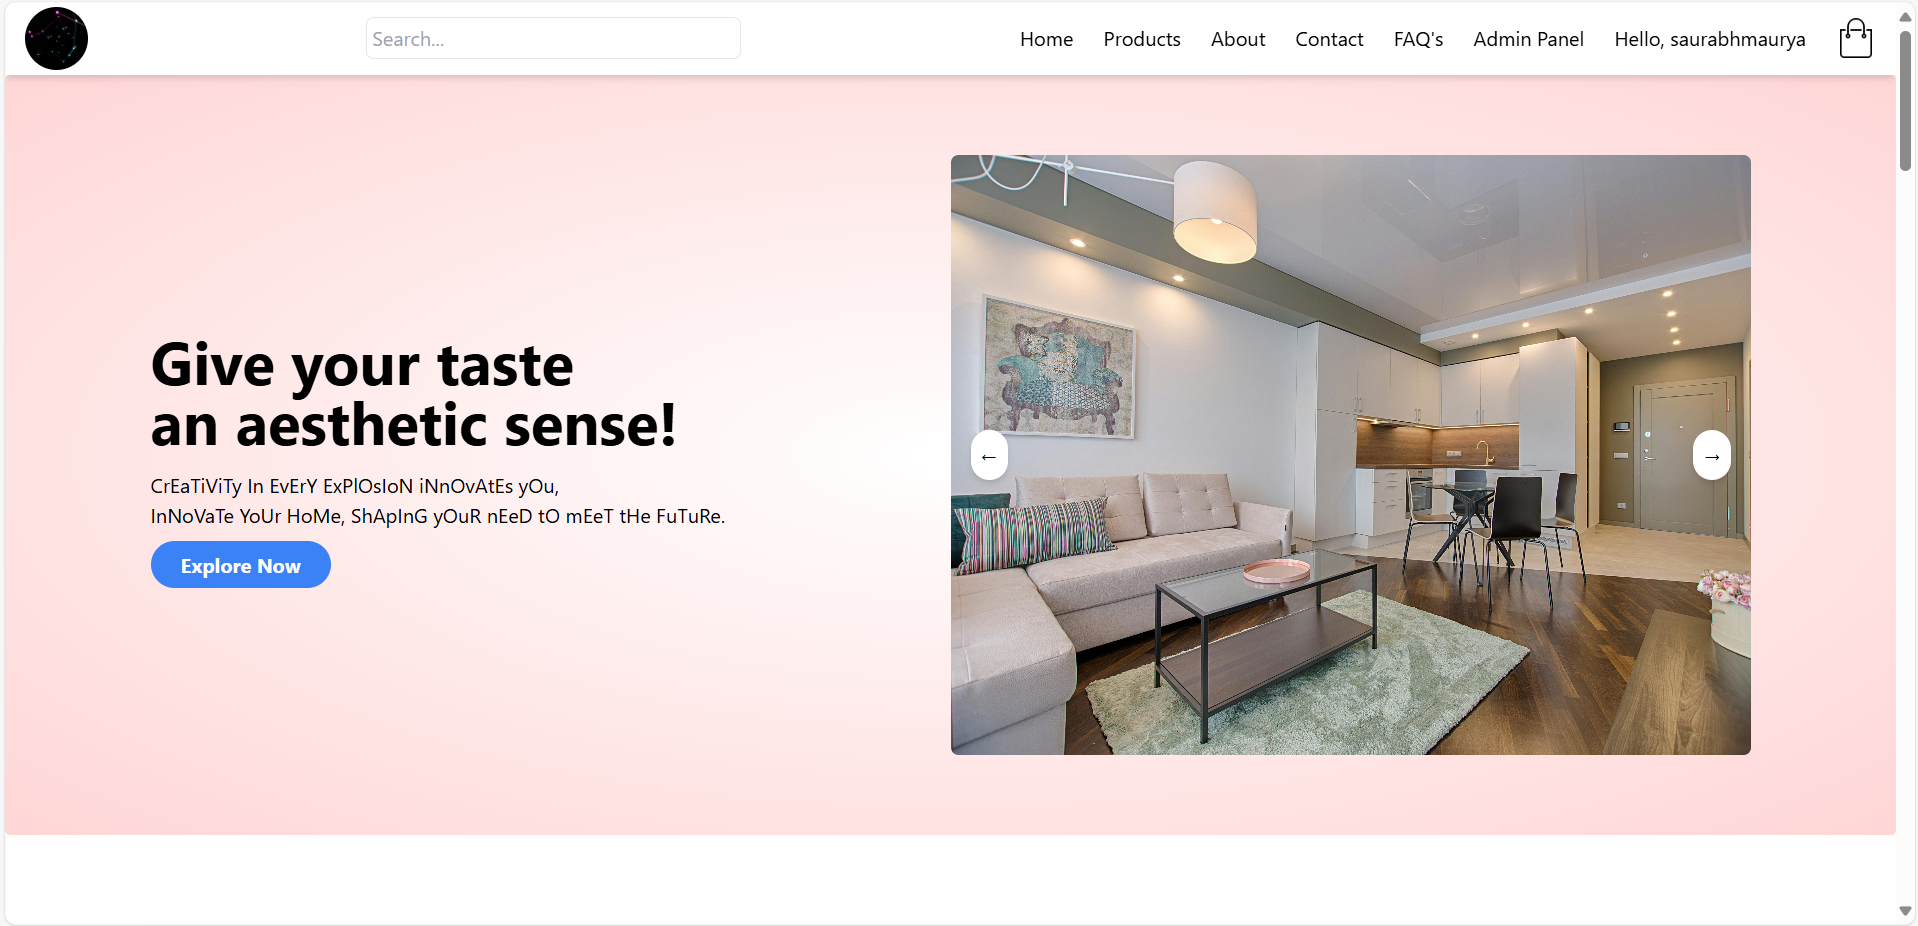 Search...
Home Products About Contact FAQ's Admin Panel Hello, saurabhmaurya
Give your taste
an aesthetic sense!
CrEaTiViTy In EvErY ExPlOsIoN iNnOvAtEs yOu,
InNoVaTe YoUr HoMe, ShApInG yOuR nEeD tO mEeT tHe FuTuRe.
← →
Explore Now